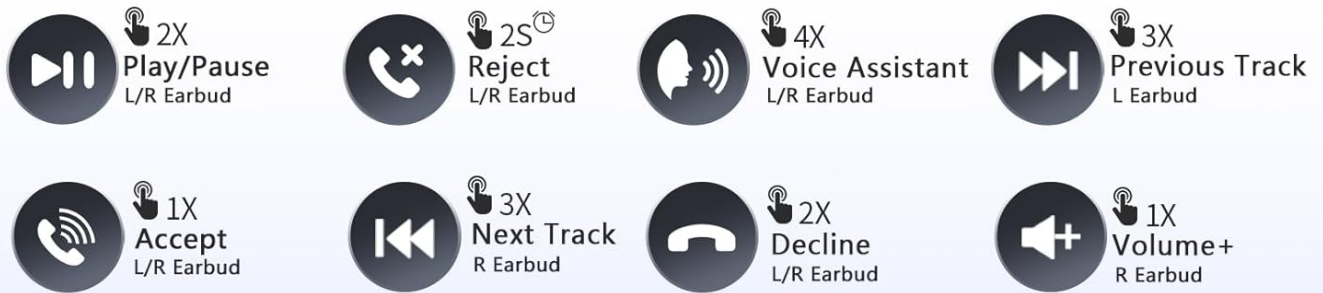 2X
Play/Pause
L/R Earbud
2S
Reject
L/R Earbud
4X
Voice Assistant
L/R Earbud
3X
Previous Track
L Earbud
1X
Accept
L/R Earbud
3X
Next Track
R Earbud
2X
Decline
L/R Earbud
1X
Volume+
R Earbud